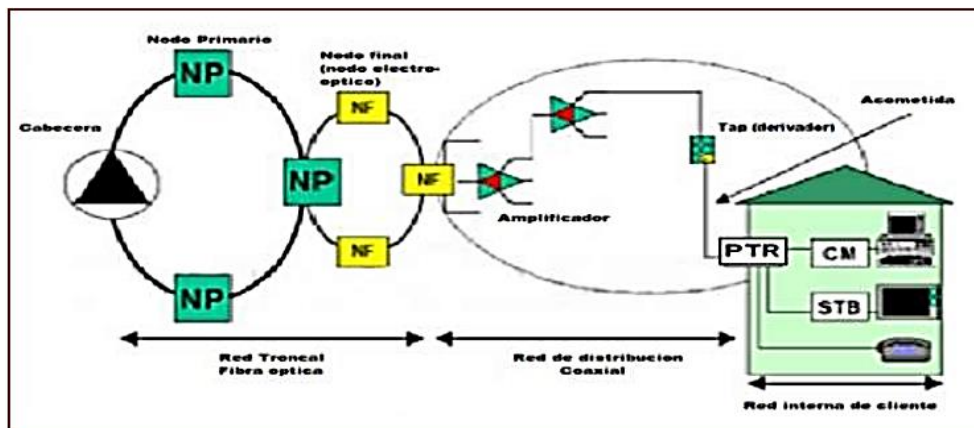 Nodo Primario
NP
Nodo final
(nodo electro-
optico)
NF
Cabecera
Acometida
Tap (derivador)
NP
NF
Amplificador
NF
NP
PTR
CM
STB
Red Troncal
Fibra optica
Red de distribucion
Coaxial
Red interna de cliente